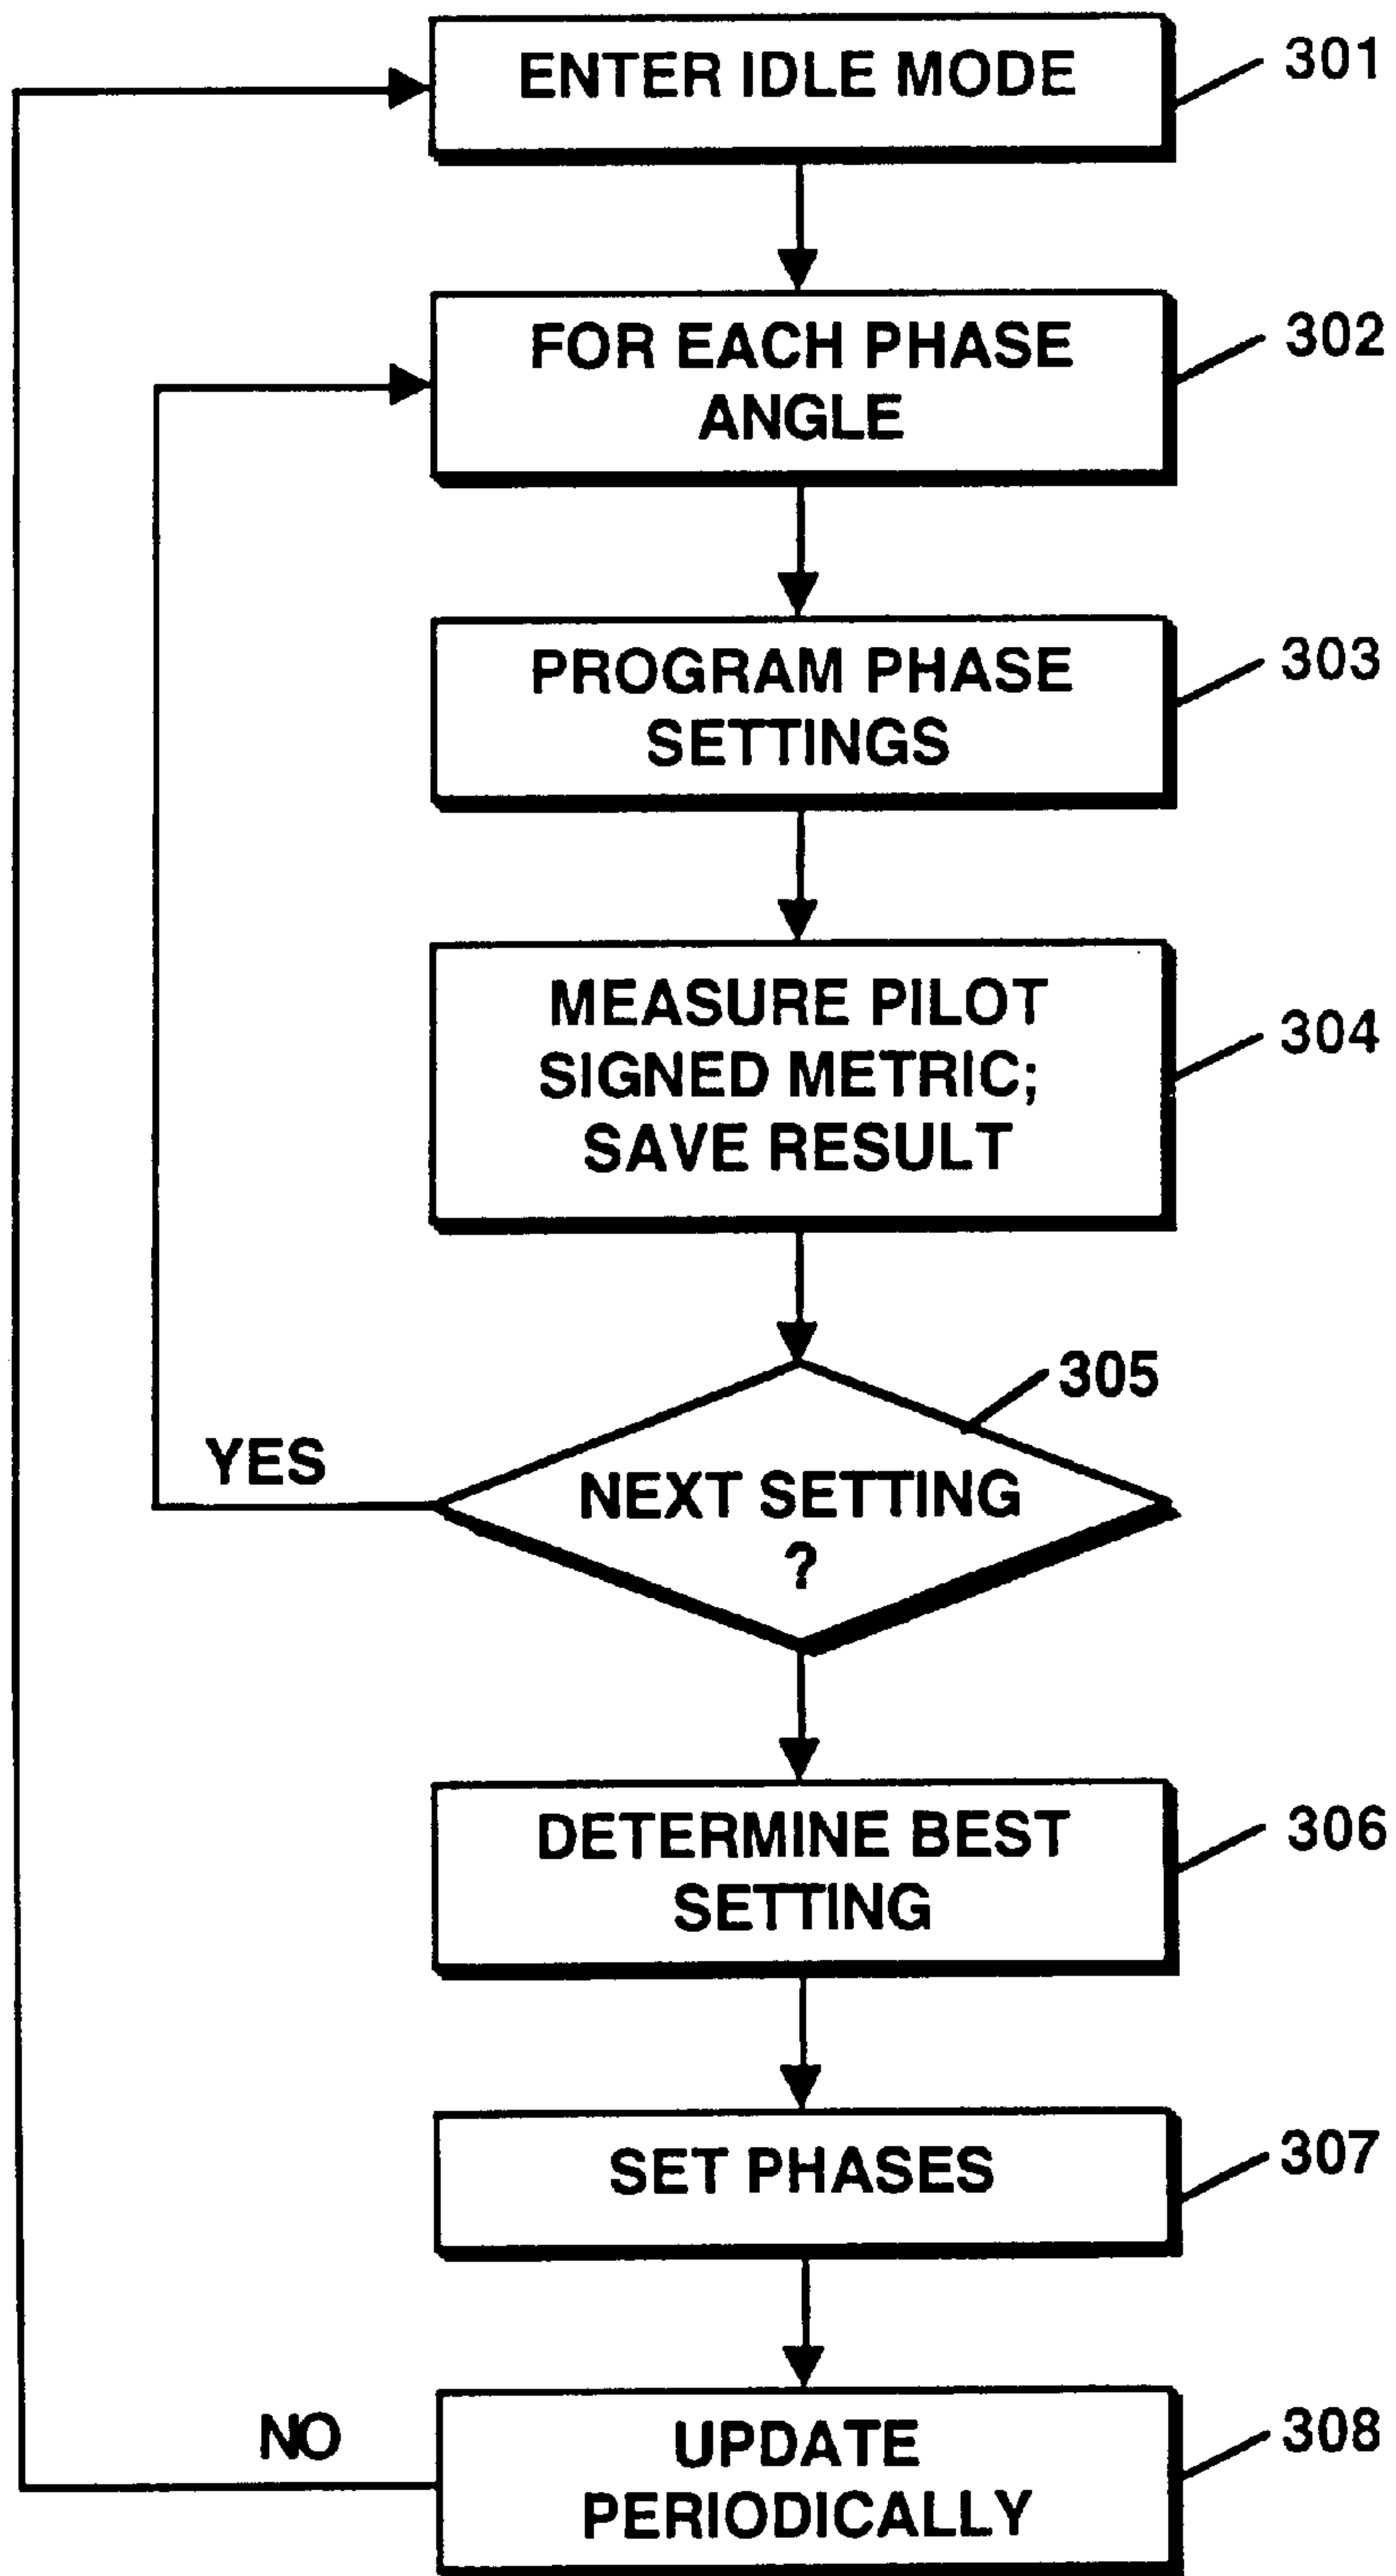 ENTER IDLE MODE
301
FOR EACH PHASE
ANGLE
302
PROGRAM PHASE
SETTINGS
303
MEASURE PILOT
SIGNED METRIC;
SAVE RESULT
304
305
YES
NEXT SETTING
?
DETERMINE BEST
SETTING
306
SET PHASES
307
NO
UPDATE
PERIODICALLY
308